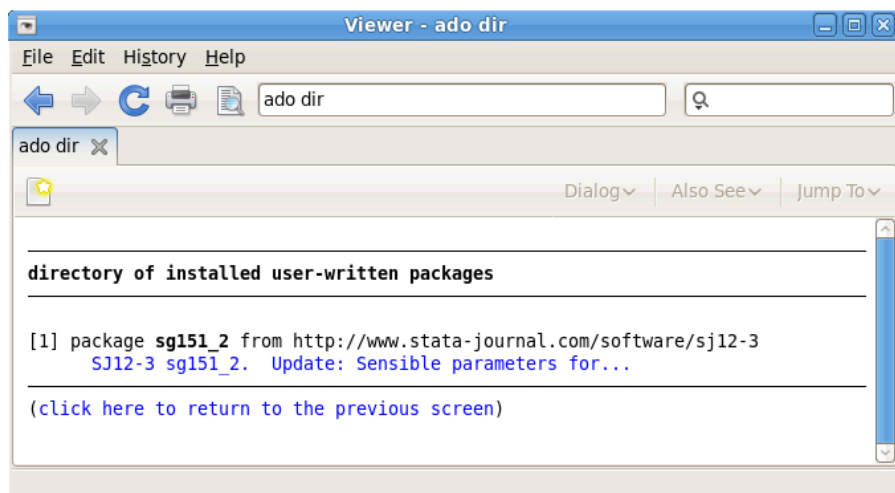 Viewer - ado dir
File Edit History Help
ado dir
ado dir
Dialog Also See Jump To
directory of installed user-written packages
[1] package sg151_2 from http://www.stata-journal.com/software/sj12-3
SJ12-3 sg151_2. Update: Sensible parameters for...
(click here to return to the previous screen)